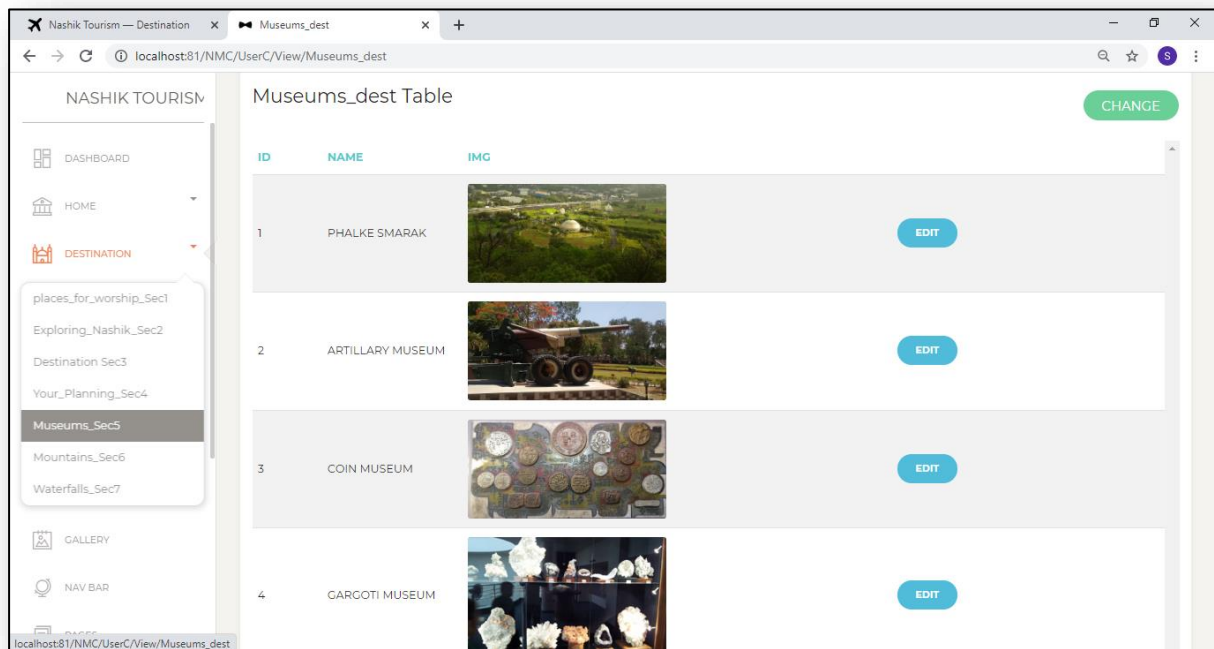 Nashik Tourism — Destination
Museums_dest
localhost:81/NMC/UserC/View/Museums_dest
S
NASHIK TOURISM
Museums_dest Table
CHANGE
DASHBOARD
HOME
DESTINATION
places_for_worship_Sec1
Exploring_Nashik_Sec2
Destination Sec3
Your_Planning_Sec4
Museums_Sec5
Mountains_Sec6
Waterfalls_Sec7
GALLERY
NAV BAR
PAGES
localhost:81/NMC/UserC/View/Museums_dest
ID NAME IMG
1 PHALKE SMARAK EDIT
2 ARTILLARY MUSEUM EDIT
3 COIN MUSEUM EDIT
4 GARGOTI MUSEUM EDIT